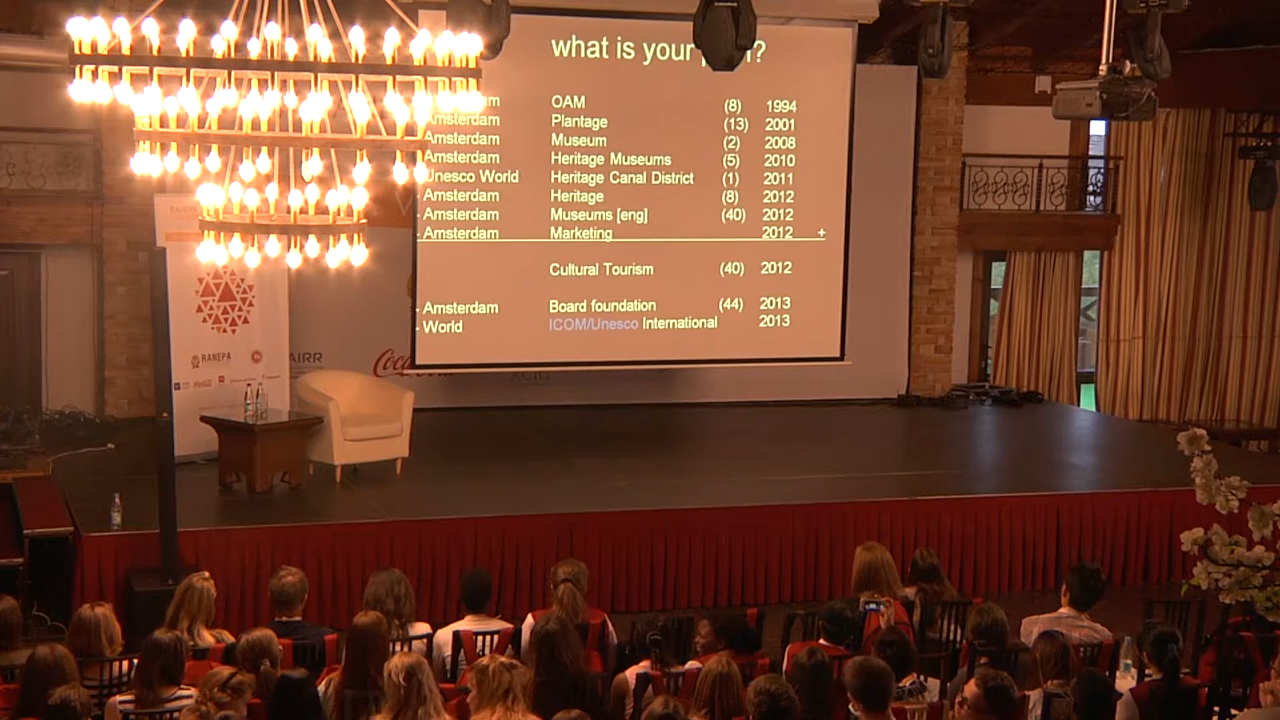 what is your ?
OAM (8) 1994
Amsterdam Plantage (13) 2001
Amsterdam Museum (2) 2008
Amsterdam Heritage Museums (5) 2010
Unesco World Heritage Canal District (1) 2011
- Amsterdam Heritage (8) 2012
- Amsterdam Museums [eng] (40) 2012
- Amsterdam Marketing 2012 +
Cultural Tourism (40) 2012
- Amsterdam Board foundation (44) 2013
- World ICOM/Unesco International 2013
RANEPA
AIRR
Coca